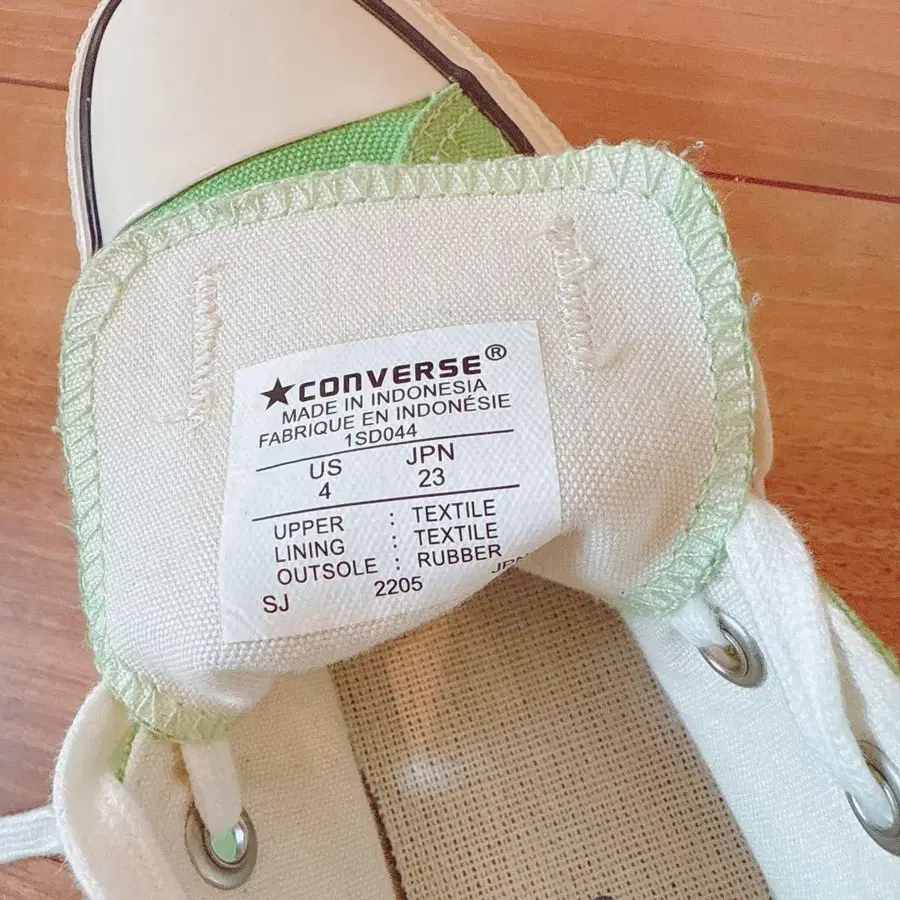 ★CONVERSE®
MADE IN INDONESIA
FABRIQUE EN INDONÉSIE
1SD044
US JPN
4 23
UPPER : TEXTILE
LINING : TEXTILE
OUTSOLE : RUBBER
SJ 2205 JPN